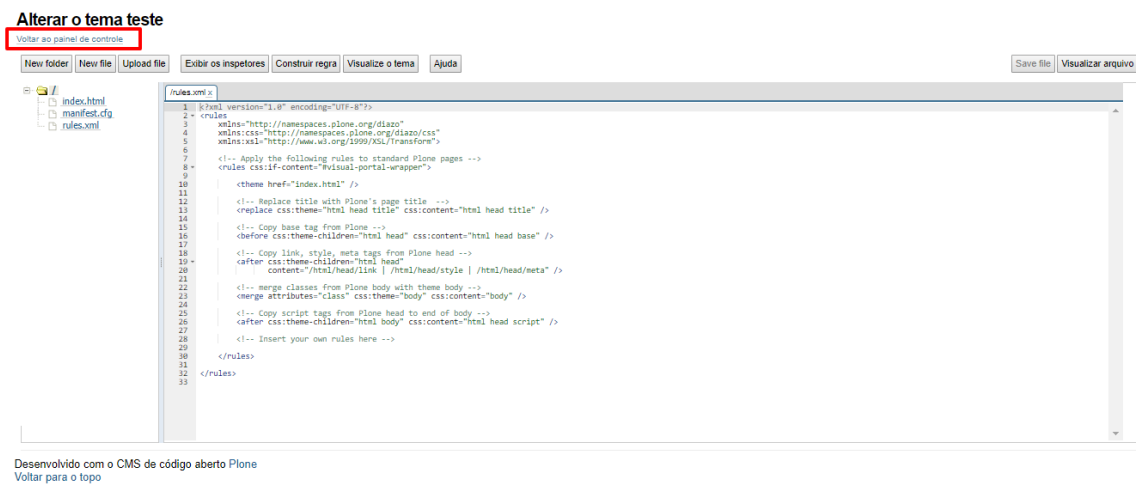 Alterar o tema teste
Voltar ao painel de controle
New folder New file Upload file Exibir os inspetores Construir regra Visualize o tema Ajuda Save file Visualizar arquivo
/
index.html
manifest.cfg
rules.xml
/rules.xml x
1 <?xml version="1.0" encoding="UTF-8"?>
2 <rules
3 xmlns="http://namespaces.plone.org/diazo"
4 xmlns:css="http://namespaces.plone.org/diazo/css"
5 xmlns:xsl="http://www.w3.org/1999/XSL/Transform">
6
7 <!-- Apply the following rules to standard Plone pages -->
8 <rules css:if-content="#visual-portal-wrapper">
9
10 <theme href="index.html" />
11
12 <!-- Replace title with Plone's page title -->
13 <replace css:theme="html head title" css:content="html head title" />
14
15 <!-- Copy base tag from Plone -->
16 <before css:theme-children="html head" css:content="html head base" />
17
18 <!-- Copy link, style, meta tags from Plone head -->
19 <after css:theme-children="html head"
20 content="/html/head/link | /html/head/style | /html/head/meta" />
21
22 <!-- merge classes from Plone body with theme body -->
23 <merge attributes="class" css:theme="body" css:content="body" />
24
25 <!-- Copy script tags from Plone head to end of body -->
26 <after css:theme-children="html body" css:content="html head script" />
27
28 <!-- Insert your own rules here -->
29
30 </rules>
31
32 </rules>
33
Desenvolvido com o CMS de código aberto Plone
Voltar para o topo